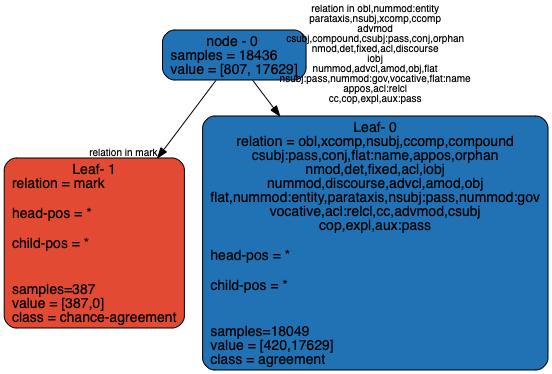 relation in obl,nummod:entity
parataxis,nsubj,xcomp,ccomp
advmod
csubj,compound,csubj:pass,conj,orphan
nmod,det,fixed,acl,discourse
iobj
nummod,advcl,amod,obj,flat
nsubj:pass,nummod:gov,vocative,flat:name
appos,acl:relcl
cc,cop,expl,aux:pass
node - 0
samples = 18436
value = [807, 17629]
relation in mark
Leaf- 1
relation = mark
head-pos = *
child-pos = *
samples=387
value = [387,0]
class = chance-agreement
Leaf- 0
relation = obl,xcomp,nsubj,ccomp,compound
csubj:pass,conj,flat:name,appos,orphan
nmod,det,fixed,acl,iobj
nummod,discourse,advcl,amod,obj
flat,nummod:entity,parataxis,nsubj:pass,nummod:gov
vocative,acl:relcl,cc,advmod,csubj
cop,expl,aux:pass
head-pos = *
child-pos = *
samples=18049
value = [420,17629]
class = agreement